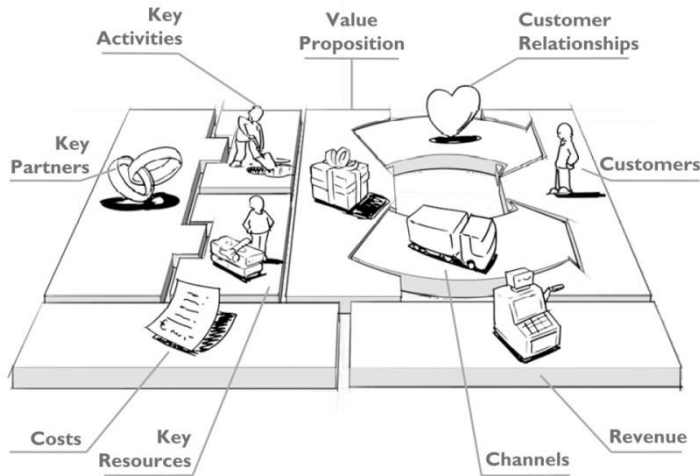 Key
Activities
Value
Proposition
Customer
Relationships
Key
Partners
Customers
Costs
Key
Resources
Channels
Revenue